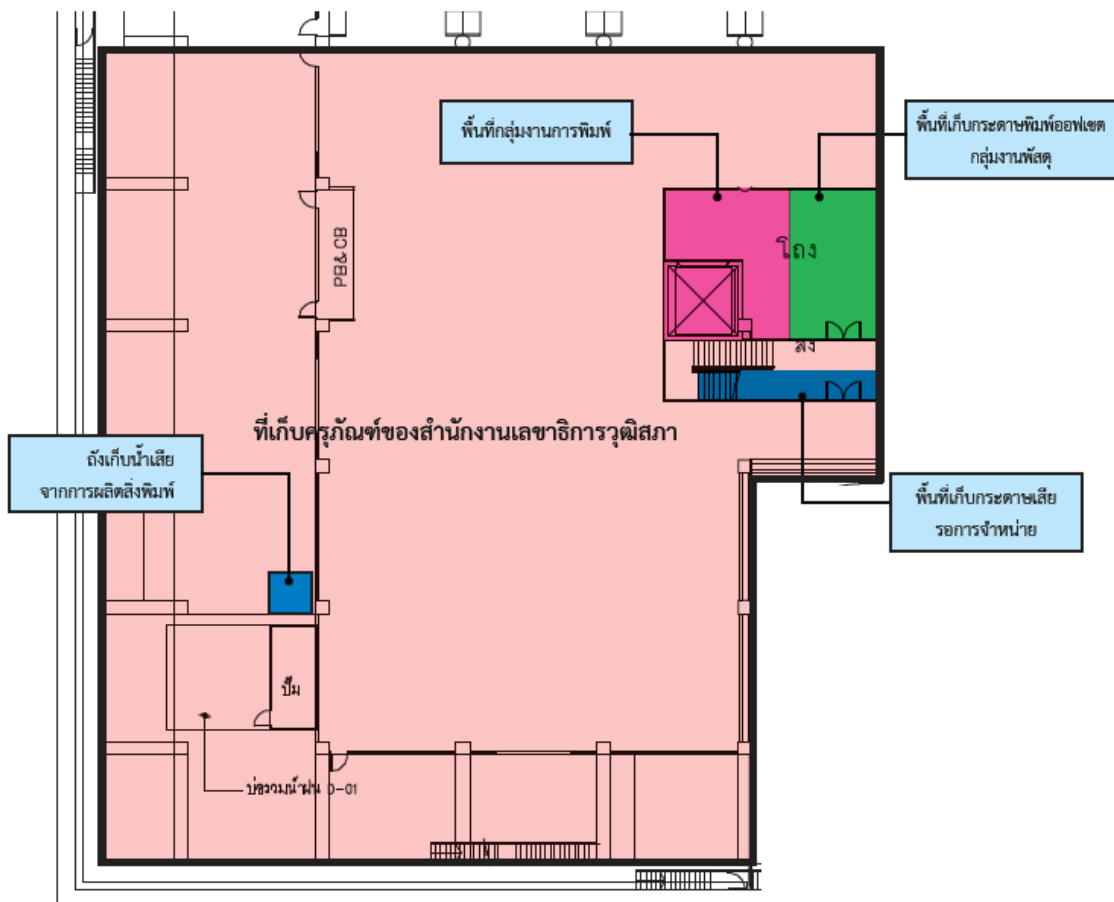 พื้นที่กลุ่มงานการพิมพ์
พื้นที่เก็บกระดาษพิมพ์ออฟเซต
กลุ่มงานพัสดุ
PB&CB
โถง
ที่เก็บครุภัณฑ์ของสำนักงานเลขาธิการวุฒิสภา
ถังเก็บน้ำเสีย
จากการผลิตสิ่งพิมพ์
พื้นที่เก็บกระดาษเสีย
รอการจำหน่าย
ปั๊ม
บ่อรวมน้ำฝน D-01